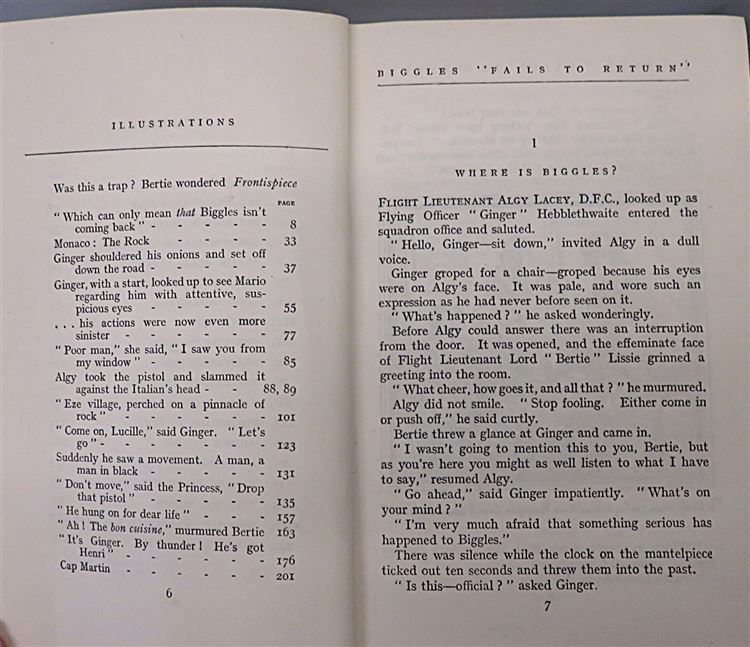 ILLUSTRATIONS
Was this a trap? Bertie wondered Frontispiece
PAGE
"Which can only mean that Biggles isn't
coming back" - - - - - 8
Monaco: The Rock - - - - 33
Ginger shouldered his onions and set off
down the road - - - - - 37
Ginger, with a start, looked up to see Mario
regarding him with attentive, sus-
picious eyes - - - - - 55
. . . his actions were now even more
sinister - - - - - - 77
"Poor man," she said, "I saw you from
my window" - - - - - 85
Algy took the pistol and slammed it
against the Italian's head - - 88, 89
"Eze village, perched on a pinnacle of
rock" - - - - - - 101
"Come on, Lucille," said Ginger. "Let's
go" - - - - - - - 123
Suddenly he saw a movement. A man, a
man in black - - - - - 131
"Don't move," said the Princess, "Drop
that pistol" - - - - - 135
"He hung on for dear life" - - - 157
"Ah! The bon cuisine," murmured Bertie 163
"It's Ginger. By thunder! He's got
Henri" - - - - - - 176
Cap Martin - - - - - - 201
6
BIGGLES "FAILS TO RETURN"
1
WHERE IS BIGGLES?
FLIGHT LIEUTENANT ALGY LACEY, D.F.C., looked up as
Flying Officer "Ginger" Hebblethwaite entered the
squadron office and saluted.
"Hello, Ginger—sit down," invited Algy in a dull
voice.
Ginger groped for a chair—groped because his eyes
were on Algy's face. It was pale, and wore such an
expression as he had never before seen on it.
"What's happened?" he asked wonderingly.
Before Algy could answer there was an interruption
from the door. It was opened, and the effeminate face
of Flight Lieutenant Lord "Bertie" Lissie grinned a
greeting into the room.
"What cheer, how goes it, and all that?" he murmured.
Algy did not smile. "Stop fooling. Either come in
or push off," he said curtly.
Bertie threw a glance at Ginger and came in.
"I wasn't going to mention this to you, Bertie, but
as you're here you might as well listen to what I have
to say," resumed Algy.
"Go ahead," said Ginger impatiently. "What's on
your mind?"
"I'm very much afraid that something serious has
happened to Biggles."
There was silence while the clock on the mantelpiece
ticked out ten seconds and threw them into the past.
"Is this—official?" asked Ginger.
7